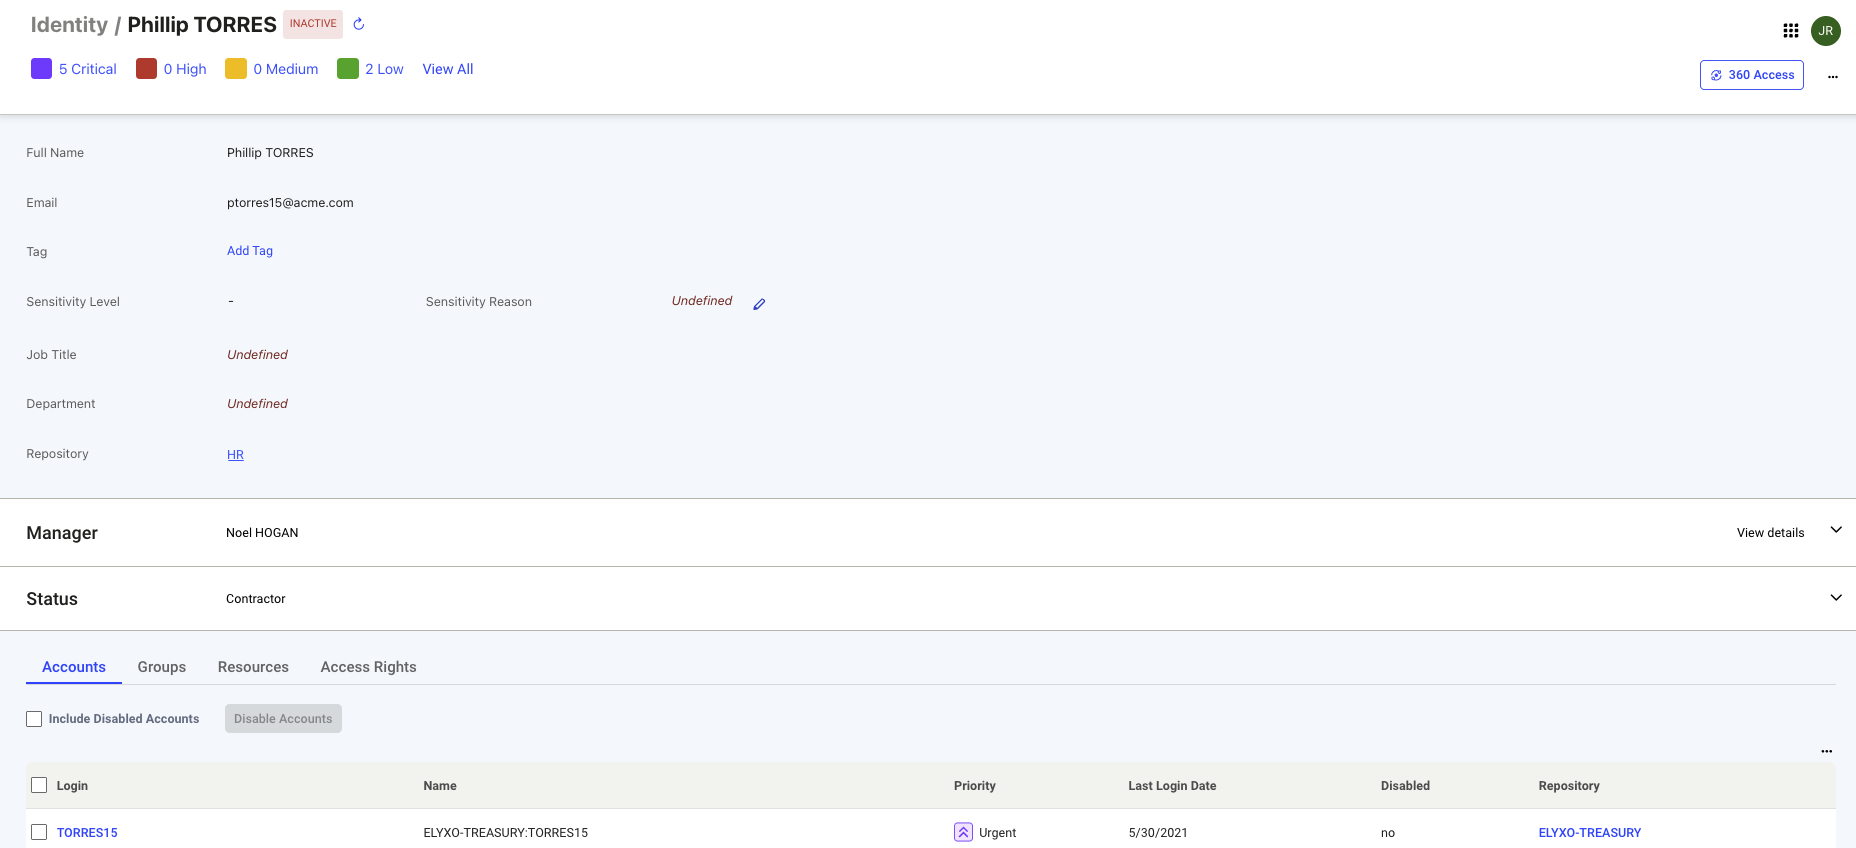 Identity / Phillip TORRES INACTIVE
JR
5 Critical 0 High 0 Medium 2 Low View All
360 Access ...
Full Name Phillip TORRES
Email ptorres15@acme.com
Tag Add Tag
Sensitivity Level - Sensitivity Reason Undefined
Job Title Undefined
Department Undefined
Repository HR
Manager Noel HOGAN View details
Status Contractor
Accounts Groups Resources Access Rights
Include Disabled Accounts Disable Accounts
...
Login Name Priority Last Login Date Disabled Repository
TORRES15 ELYXO-TREASURY:TORRES15 Urgent 5/30/2021 no ELYXO-TREASURY